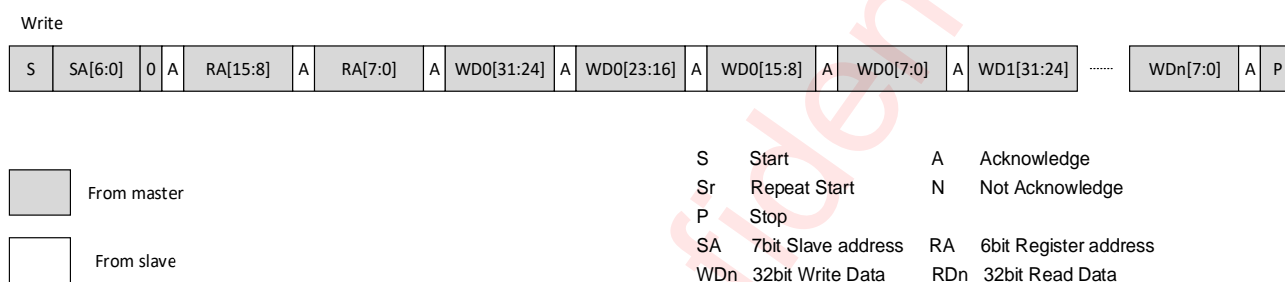 Write
S SA[6:0] 0 A RA[15:8] A RA[7:0] A WD0[31:24] A WD0[23:16] A WD0[15:8] A WD0[7:0] A WD1[31:24] ....... WDn[7:0] A P
S Start A Acknowledge
Sr Repeat Start N Not Acknowledge
From master
P Stop
SA 7bit Slave address RA 6bit Register address
From slave
WDn 32bit Write Data RDn 32bit Read Data
fiden